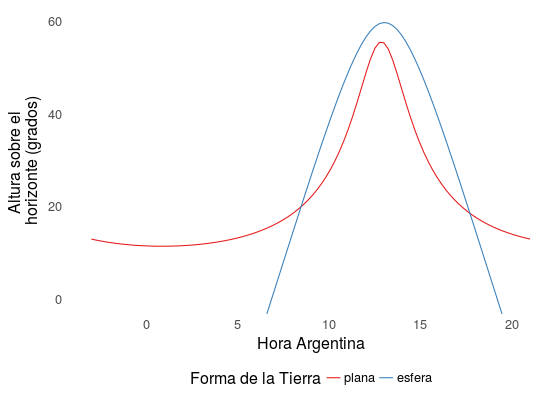 60
40
20
0
Altura sobre el
horizonte (grados)
0 5 10 15 20
Hora Argentina
Forma de la Tierra plana esfera